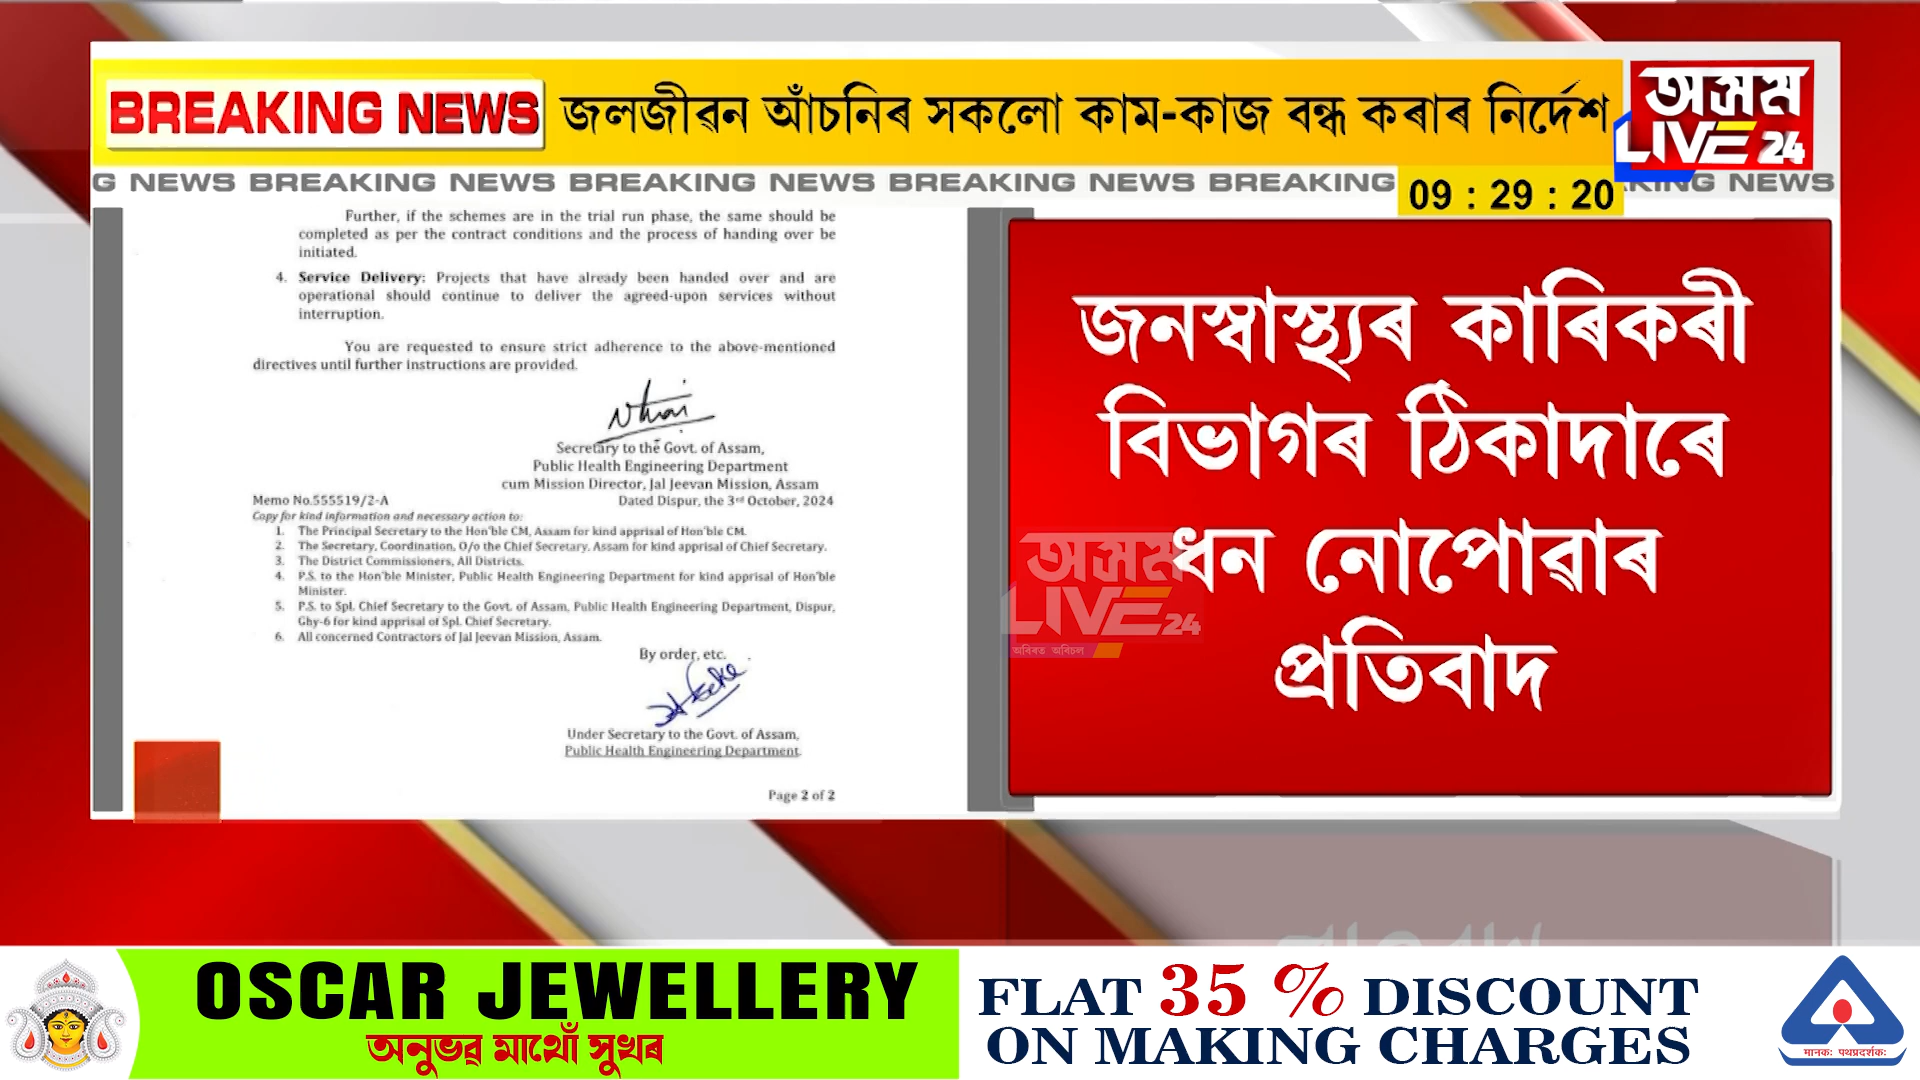 BREAKING NEWS
জলজীৱন আঁচনিৰ সকলো কাম-কাজ বন্ধ কৰাৰ নিৰ্দেশ
অসম
LIVE 24
G NEWS BREAKING NEWS BREAKING NEWS BREAKING NEWS BREAKING
KING NEWS
09 : 29 : 20
Further, if the schemes are in the trial run phase, the same should be
completed as per the contract conditions and the process of handing over be
initiated.
4. Service Delivery: Projects that have already been handed over and are
operational should continue to deliver the agreed-upon services without
interruption.
You are requested to ensure strict adherence to the above-mentioned
directives until further instructions are provided.
Secretary to the Govt. of Assam,
Public Health Engineering Department
cum Mission Director, Jal Jeevan Mission, Assam
Memo No.555519/2-A Dated Dispur, the 3rd October, 2024
Copy for kind information and necessary action to:
1. The Principal Secretary to the Hon'ble CM, Assam for kind apprisal of Hon'ble CM.
2. The Secretary, Coordination, O/o the Chief Secretary, Assam for kind apprisal of Chief Secretary.
3. The District Commissioners, All Districts.
4. P.S. to the Hon'ble Minister, Public Health Engineering Department for kind apprisal of Hon'ble
Minister.
5. P.S. to Spl. Chief Secretary to the Govt. of Assam, Public Health Engineering Department, Dispur,
Ghy-6 for kind apprisal of Spl. Chief Secretary.
6. All concerned Contractors of Jal Jeevan Mission, Assam.
By order, etc.
Under Secretary to the Govt. of Assam,
Public Health Engineering Department.
Page 2 of 2
জনস্বাস্থ্যৰ কাৰিকৰী
বিভাগৰ ঠিকাদাৰে
ধন নোপোৱাৰ
প্ৰতিবাদ
অসম
LIVE 24
অবিৰত অবিচল
OSCAR JEWELLERY
অনুভৱ মাথোঁ সুখৰ
FLAT 35 % DISCOUNT
ON MAKING CHARGES
मानकः पथप्रदर्शकः